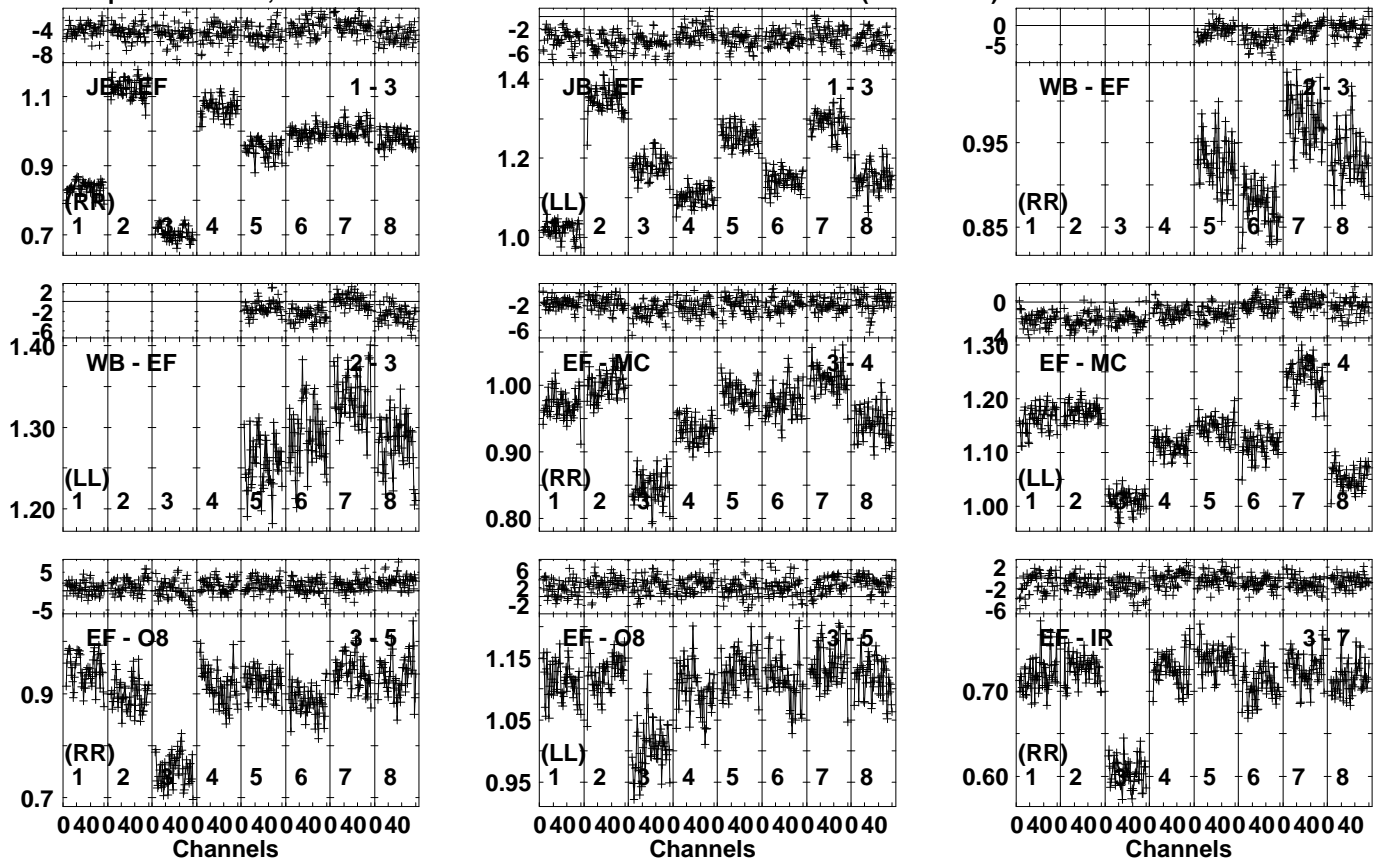 -4
-8
JB - EF 1 - 3
1.1
0.9
0.7
(RR)
1 2 3 4 5 6 7 8
-2
-6
JB - EF 1 - 3
1.4
1.2
1.0
(LL)
2 3 4 5 6 7 8
0
-5
WB - EF 2 - 3
0.95
0.85
(RR)
1 2 3 4 5 6 7 8
2
-2
-6
1.40
WB - EF 2 - 3
1.30
1.20
(LL)
1 2 3 4 5 6 7 8
-2
-6
EF - MC 3 - 4
1.00
0.90
0.80
(RR)
1 2 3 4 5 6 7 8
0
4
1.30
EF - MC 3 - 4
1.20
1.10
1.00
(LL)
1 2 3 4 5 6 7 8
5
-5
EF - O8 3 - 5
0.9
0.7
(RR)
1 2 3 4 5 6 7 8
6
2
-2
EF - O8 3 - 5
1.15
1.05
0.95
(LL)
1 2 3 4 5 6 7 8
2
-2
-6
EF - IR 3 - 7
0.70
0.60
(RR)
1 2 3 4 5 6 7 8
0 40 0 40 0 40 0 40 0 40 0 40 0 40 0 40
Channels
0 40 0 40 0 40 0 40 0 40 0 40 0 40 0 40
Channels
0 40 0 40 0 40 0 40 0 40 0 40 0 40 0 40
Channels